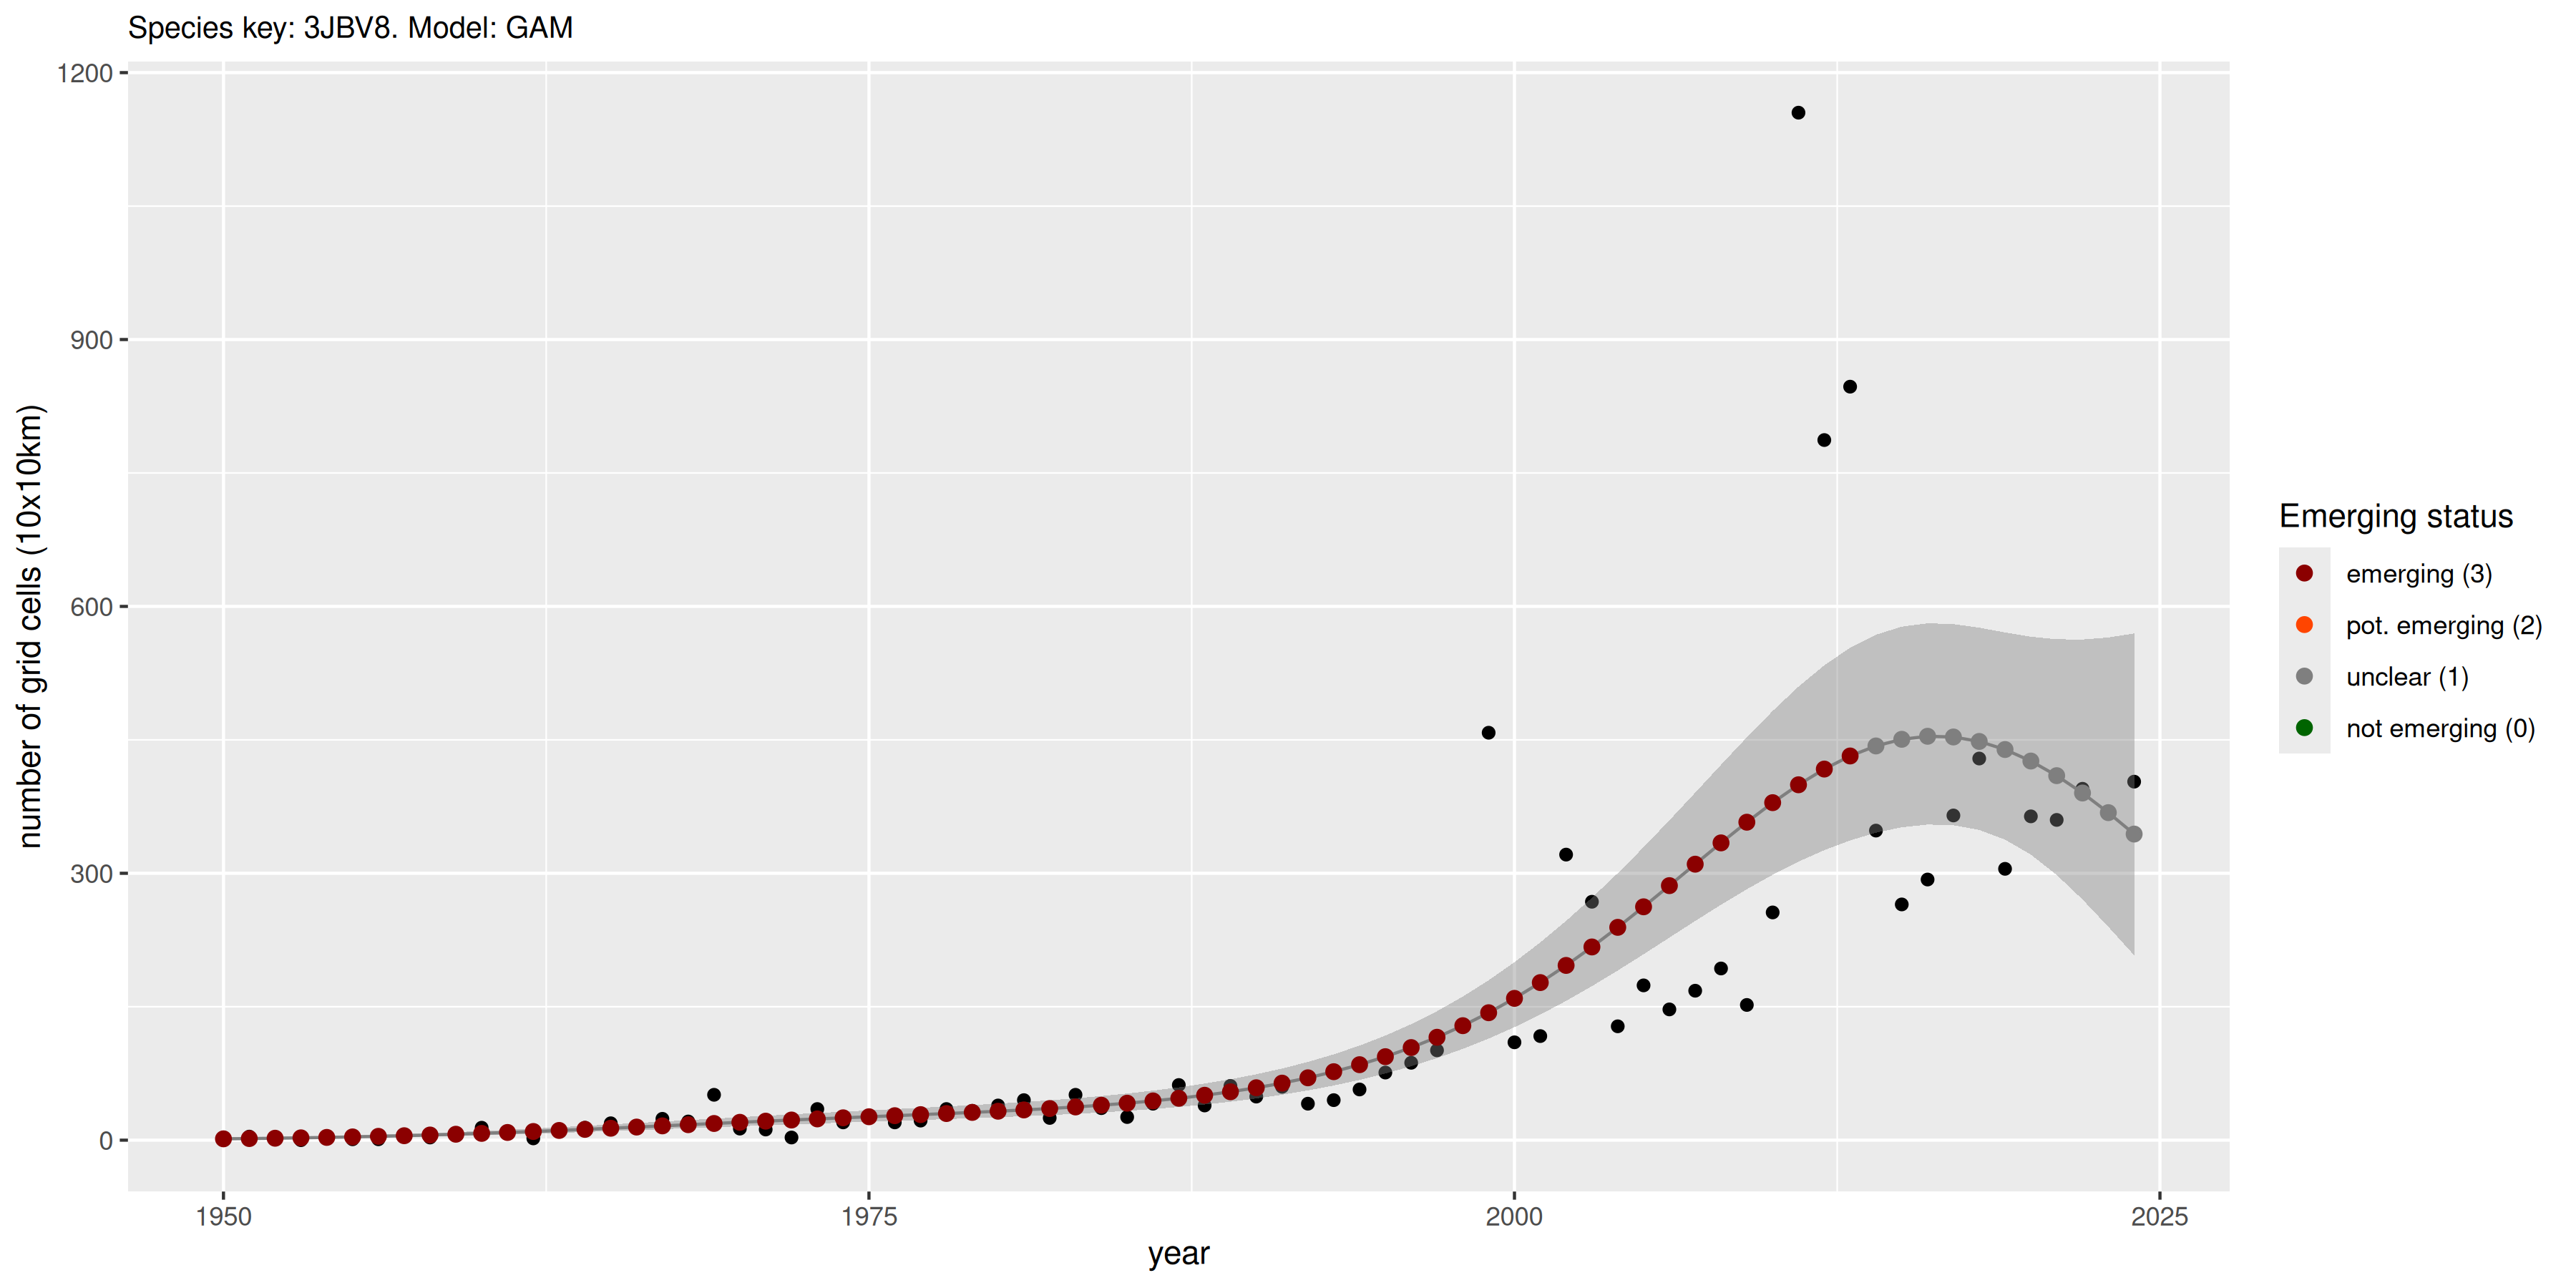 Species key: 3JBV8. Model: GAM
1200
900
600
300
0
number of grid cells (10x10km)
1950
1975
2000
2025
year
Emerging status
emerging (3)
pot. emerging (2)
unclear (1)
not emerging (0)